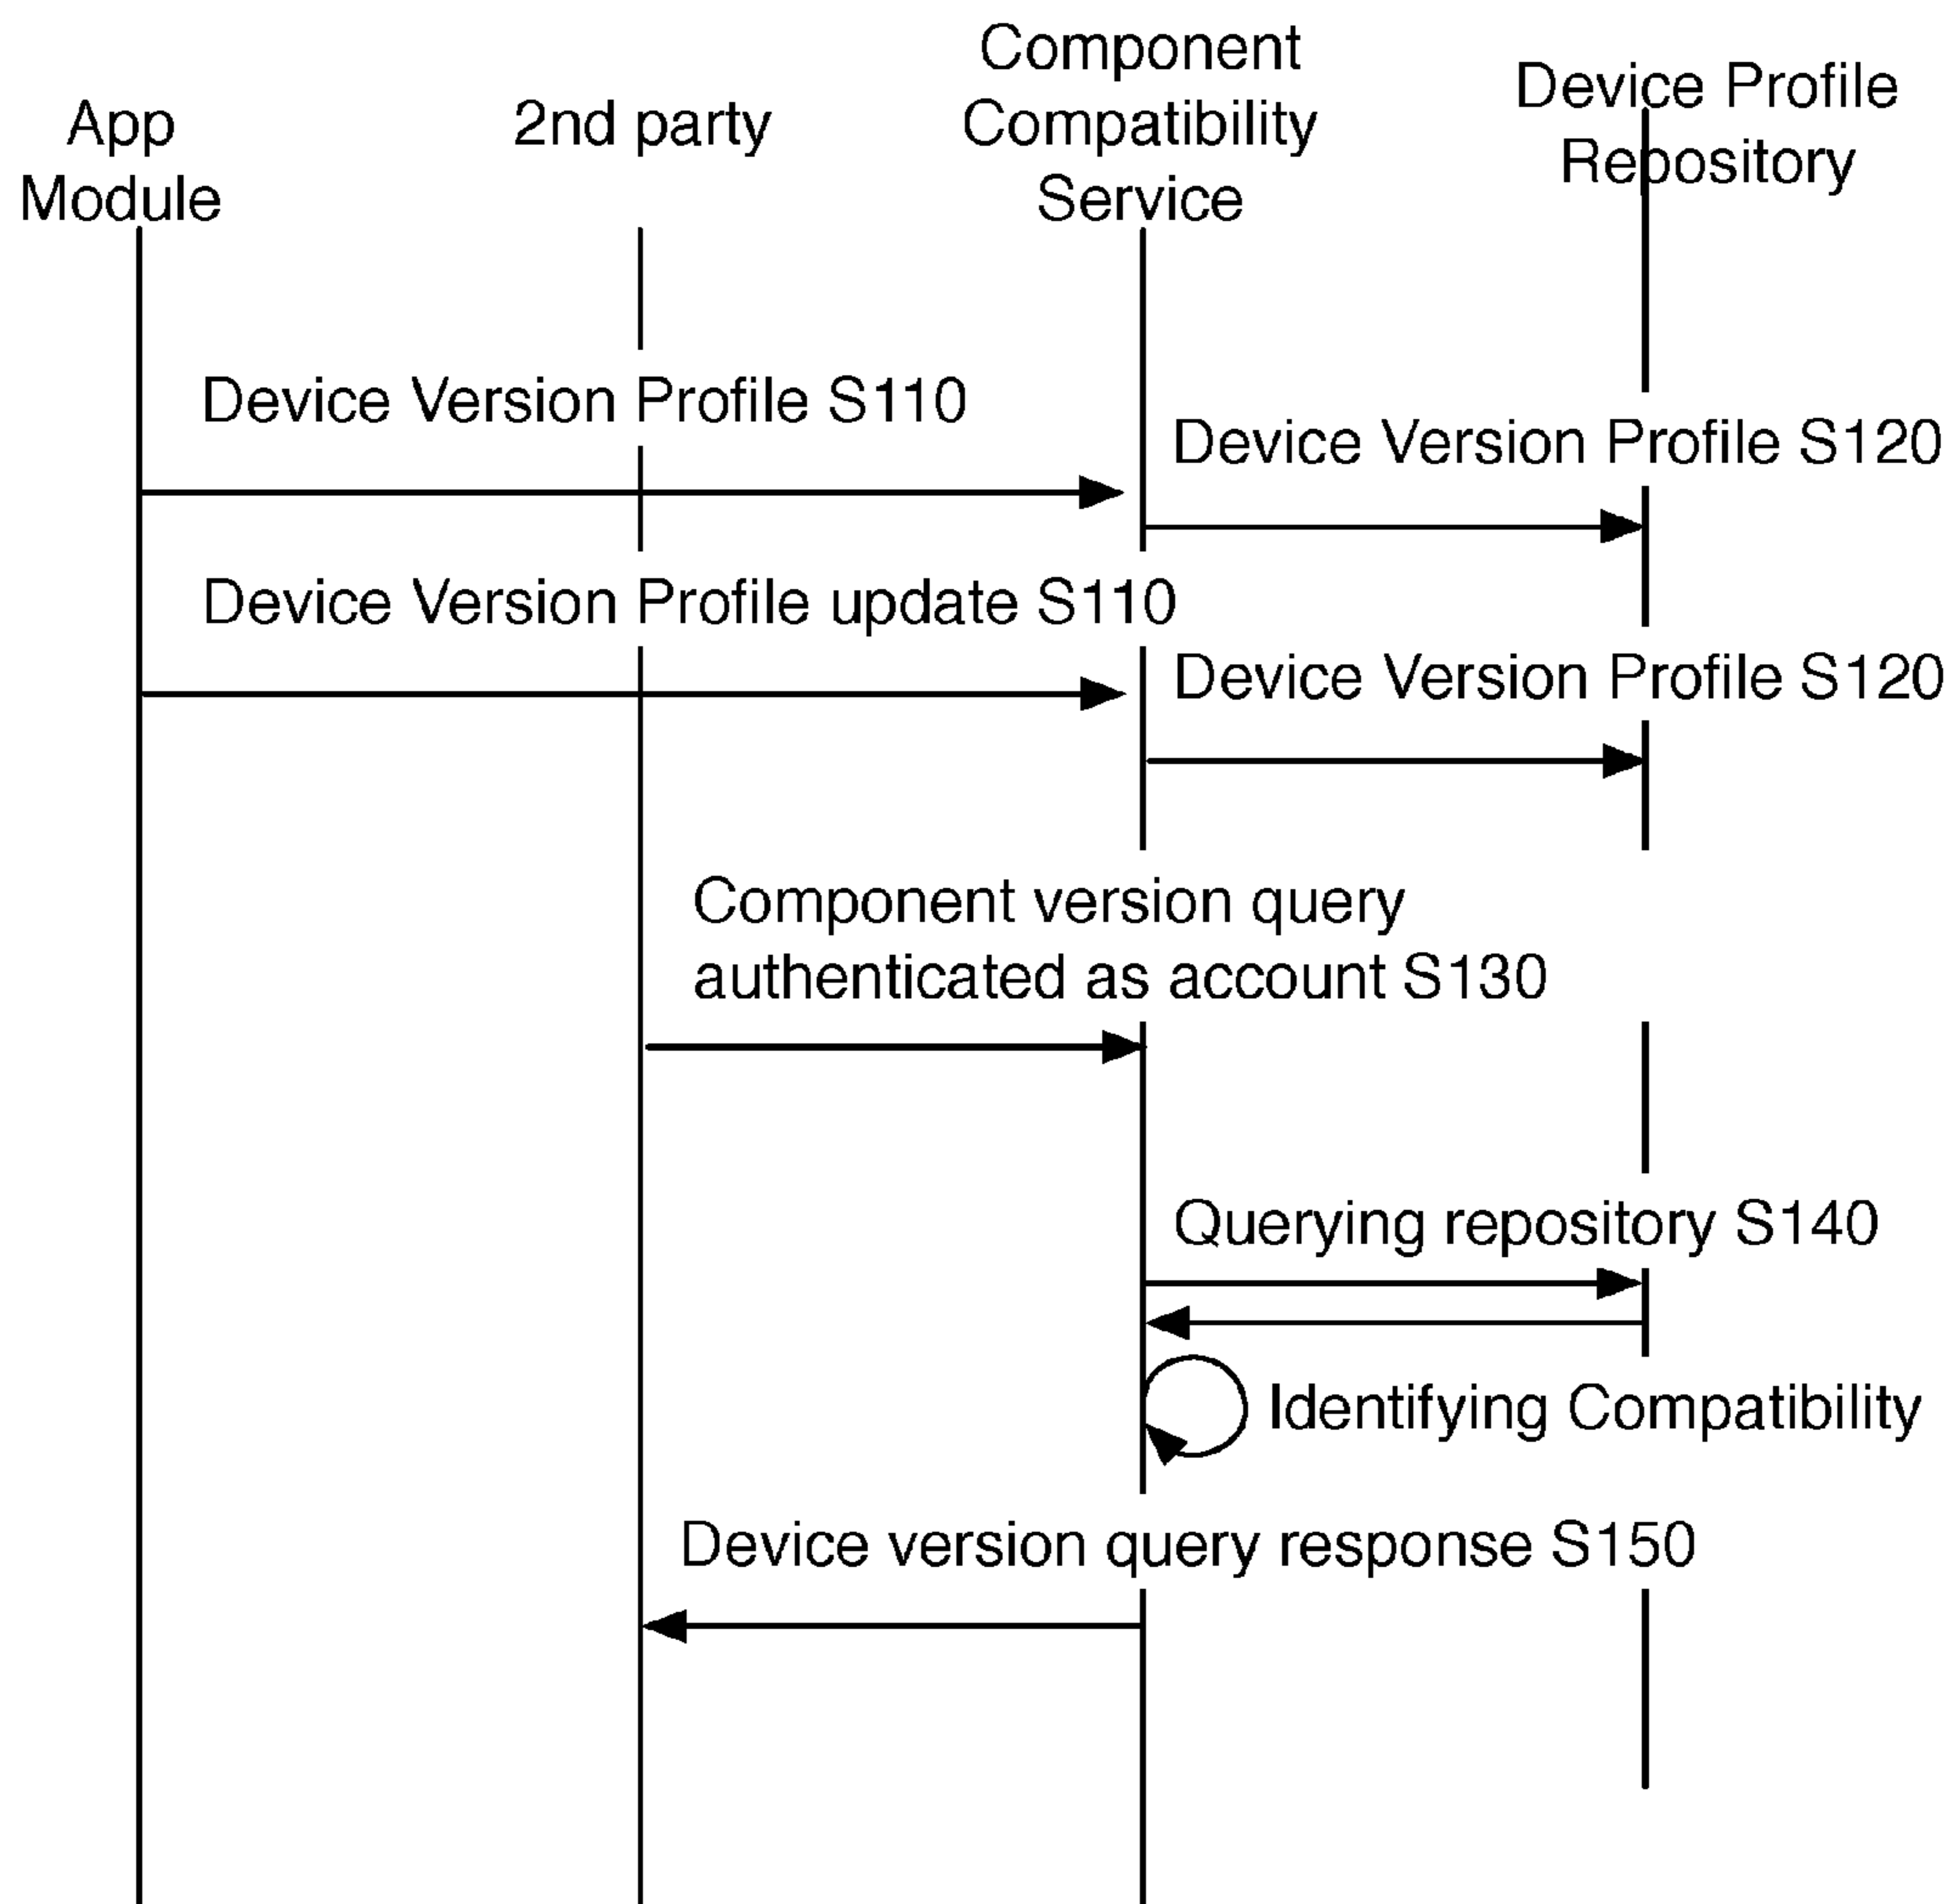 App
Module
2nd party
Component
Compatibility
Service
Device Profile
Repository
Device Version Profile S110
Device Version Profile S120
Device Version Profile update S110
Device Version Profile S120
Component version query
authenticated as account S130
Querying repository S140
Identifying Compatibility
Device version query response S150